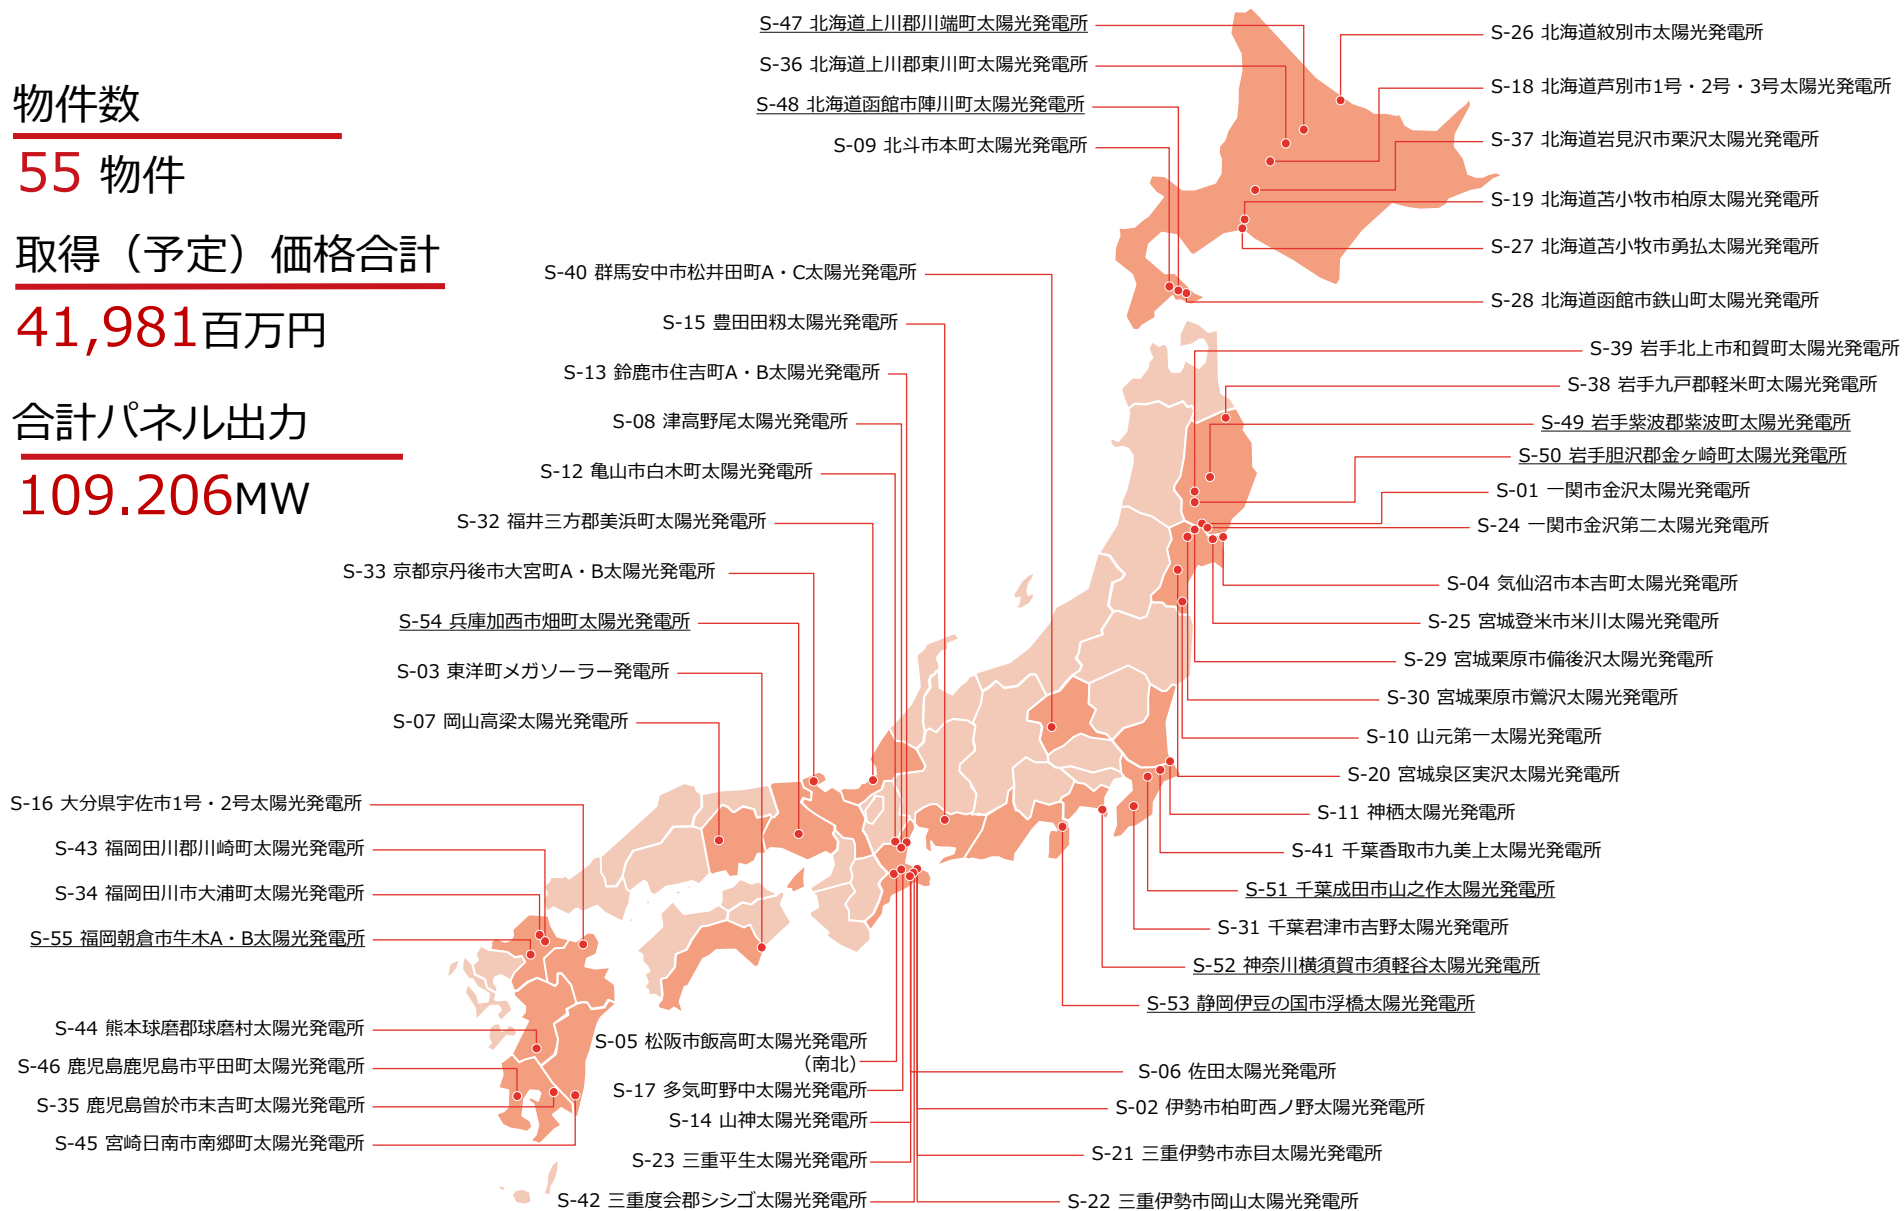 物件数
55 物件
取得（予定）価格合計
41,981百万円
合計パネル出力
109.206MW
S-47 北海道上川郡川端町太陽光発電所
S-36 北海道上川郡東川町太陽光発電所
S-48 北海道函館市陣川町太陽光発電所
S-09 北斗市本町太陽光発電所
S-26 北海道紋別市太陽光発電所
S-18 北海道芦別市1号・2号・3号太陽光発電所
S-37 北海道岩見沢市栗沢太陽光発電所
S-19 北海道苫小牧市柏原太陽光発電所
S-27 北海道苫小牧市勇払太陽光発電所
S-28 北海道函館市鉄山町太陽光発電所
S-40 群馬安中市松井田町A・C太陽光発電所
S-15 豊田田籾太陽光発電所
S-13 鈴鹿市住吉町A・B太陽光発電所
S-08 津高野尾太陽光発電所
S-12 亀山市白木町太陽光発電所
S-32 福井三方郡美浜町太陽光発電所
S-33 京都京丹後市大宮町A・B太陽光発電所
S-54 兵庫加西市畑町太陽光発電所
S-03 東洋町メガソーラー発電所
S-07 岡山高梁太陽光発電所
S-39 岩手北上市和賀町太陽光発電所
S-38 岩手九戸郡軽米町太陽光発電所
S-49 岩手紫波郡紫波町太陽光発電所
S-50 岩手胆沢郡金ヶ崎町太陽光発電所
S-01 一関市金沢太陽光発電所
S-24 一関市金沢第二太陽光発電所
S-04 気仙沼市本吉町太陽光発電所
S-25 宮城登米市米川太陽光発電所
S-29 宮城栗原市備後沢太陽光発電所
S-30 宮城栗原市鶯沢太陽光発電所
S-10 山元第一太陽光発電所
S-20 宮城泉区実沢太陽光発電所
S-11 神栖太陽光発電所
S-41 千葉香取市九美上太陽光発電所
S-51 千葉成田市山之作太陽光発電所
S-31 千葉君津市吉野太陽光発電所
S-52 神奈川横須賀市須軽谷太陽光発電所
S-53 静岡伊豆の国市浮橋太陽光発電所
S-16 大分県宇佐市1号・2号太陽光発電所
S-43 福岡田川郡川崎町太陽光発電所
S-34 福岡田川市大浦町太陽光発電所
S-55 福岡朝倉市牛木A・B太陽光発電所
S-44 熊本球磨郡球磨村太陽光発電所
S-46 鹿児島鹿児島市平田町太陽光発電所
S-35 鹿児島曽於市末吉町太陽光発電所
S-45 宮崎日南市南郷町太陽光発電所
S-05 松阪市飯高町太陽光発電所
（南北）
S-17 多気町野中太陽光発電所
S-14 山神太陽光発電所
S-23 三重平生太陽光発電所
S-42 三重度会郡シシゴ太陽光発電所
S-06 佐田太陽光発電所
S-02 伊勢市柏町西ノ野太陽光発電所
S-21 三重伊勢市赤目太陽光発電所
S-22 三重伊勢市岡山太陽光発電所